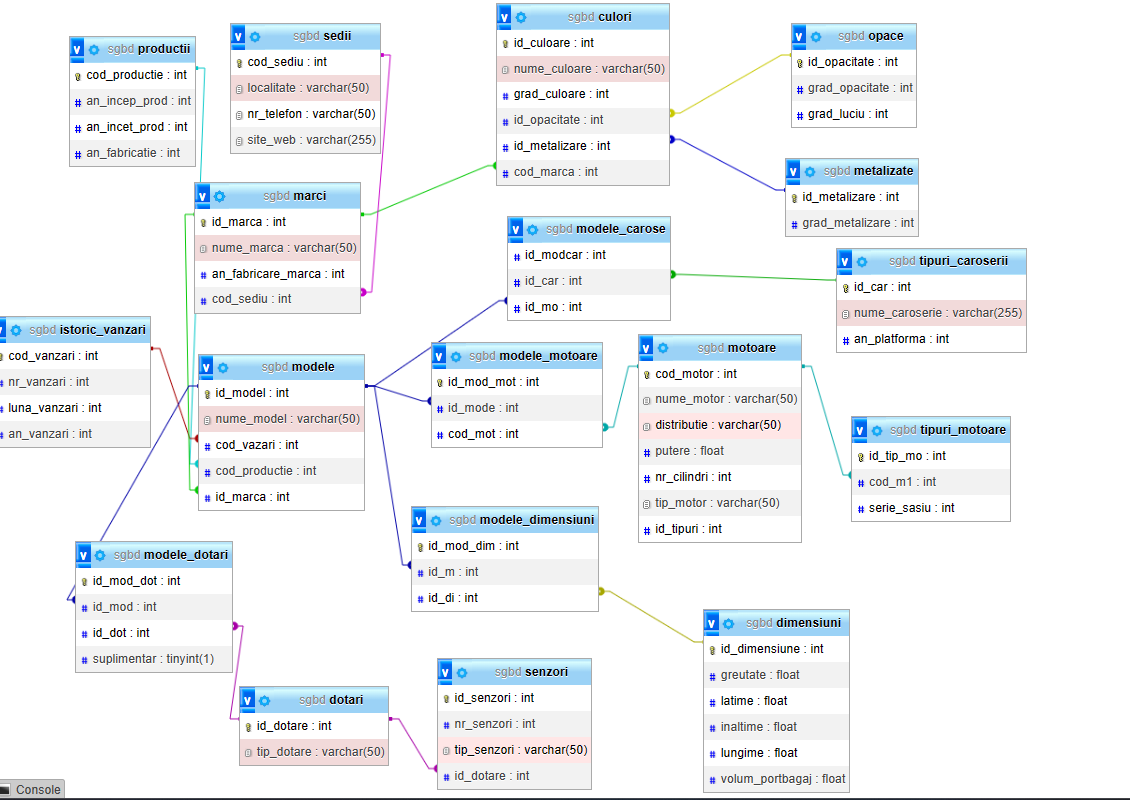 sgbd productii
cod_productie : int
an_incep_prod : int
an_incet_prod : int
an_fabricatie : int
sgbd sedii
cod_sediu : int
localitate : varchar(50)
nr_telefon : varchar(50)
site_web : varchar(255)
sgbd culori
id_culoare : int
nume_culoare : varchar(50)
grad_culoare : int
id_opacitate : int
id_metalizare : int
cod_marca : int
sgbd opace
id_opacitate : int
grad_opacitate : int
grad_luciu : int
sgbd metalizate
id_metalizare : int
grad_metalizare : int
sgbd marci
id_marca : int
nume_marca : varchar(50)
an_fabricare_marca : int
cod_sediu : int
sgbd modele_carose
id_modcar : int
id_car : int
id_mo : int
sgbd tipuri_caroserii
id_car : int
nume_caroserie : varchar(255)
an_platforma : int
sgbd istoric_vanzari
cod_vanzari : int
nr_vanzari : int
luna_vanzari : int
an_vanzari : int
sgbd modele
id_model : int
nume_model : varchar(50)
cod_vazari : int
cod_productie : int
id_marca : int
sgbd modele_motoare
id_mod_mot : int
id_mode : int
cod_mot : int
sgbd motoare
cod_motor : int
nume_motor : varchar(50)
distributie : varchar(50)
putere : float
nr_cilindri : int
tip_motor : varchar(50)
id_tipuri : int
sgbd tipuri_motoare
id_tip_mo : int
cod_m1 : int
serie_sasiu : int
sgbd modele_dotari
id_mod_dot : int
id_mod : int
id_dot : int
suplimentar : tinyint(1)
sgbd modele_dimensiuni
id_mod_dim : int
id_m : int
id_di : int
sgbd dimensiuni
id_dimensiune : int
greutate : float
latime : float
inaltime : float
lungime : float
volum_portbagaj : float
sgbd dotari
id_dotare : int
tip_dotare : varchar(50)
sgbd senzori
id_senzori : int
nr_senzori : int
tip_senzori : varchar(50)
id_dotare : int
Console